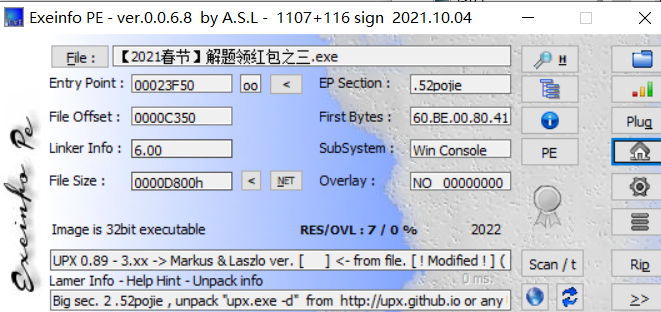 Exeinfo PE - ver.0.0.6.8 by A.S.L - 1107+116 sign 2021.10.04
File : 【2021春节】解题领红包之三.exe H
Entry Point : 00023F50 oo < EP Section : .52pojie
File Offset : 0000C350 First Bytes : 60.BE.00.80.41 Plug
Linker Info : 6.00 SubSystem : Win Console PE
File Size : 0000D800h < NET Overlay : NO 00000000
Image is 32bit executable RES/OVL : 7 / 0 % 2022
UPX 0.89 - 3.xx -> Markus & Laszlo ver. [ ] <- from file. [ ! Modified ! ] ( Scan / t Rip
Lamer Info - Help Hint - Unpack info 0 ms.
Big sec. 2 .52pojie , unpack "upx.exe -d" from http://upx.github.io or any >>
Exeinfo Pe